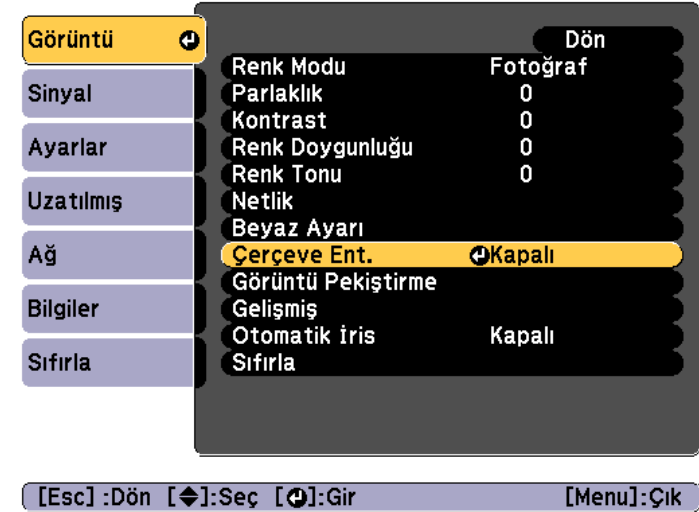 Görüntü
Sinyal
Ayarlar
Uzatılmış
Ağ
Bilgiler
Sıfırla
Dön
Renk Modu Fotoğraf
Parlaklık 0
Kontrast 0
Renk Doygunluğu 0
Renk Tonu 0
Netlik
Beyaz Ayarı
Çerçeve Ent. Kapalı
Görüntü Pekiştirme
Gelişmiş
Otomatik İris Kapalı
Sıfırla
[Esc] :Dön [◆]:Seç [↵]:Gir [Menu]:Çık